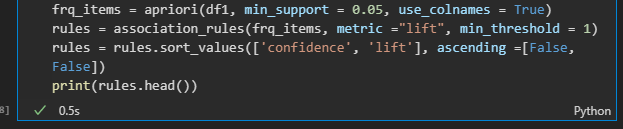 frq_items = apriori(df1, min_support = 0.05, use_colnames = True)
rules = association_rules(frq_items, metric ="lift", min_threshold = 1)
rules = rules.sort_values(['confidence', 'lift'], ascending =[False,
False])
print(rules.head())
8] ✓ 0.5s Python